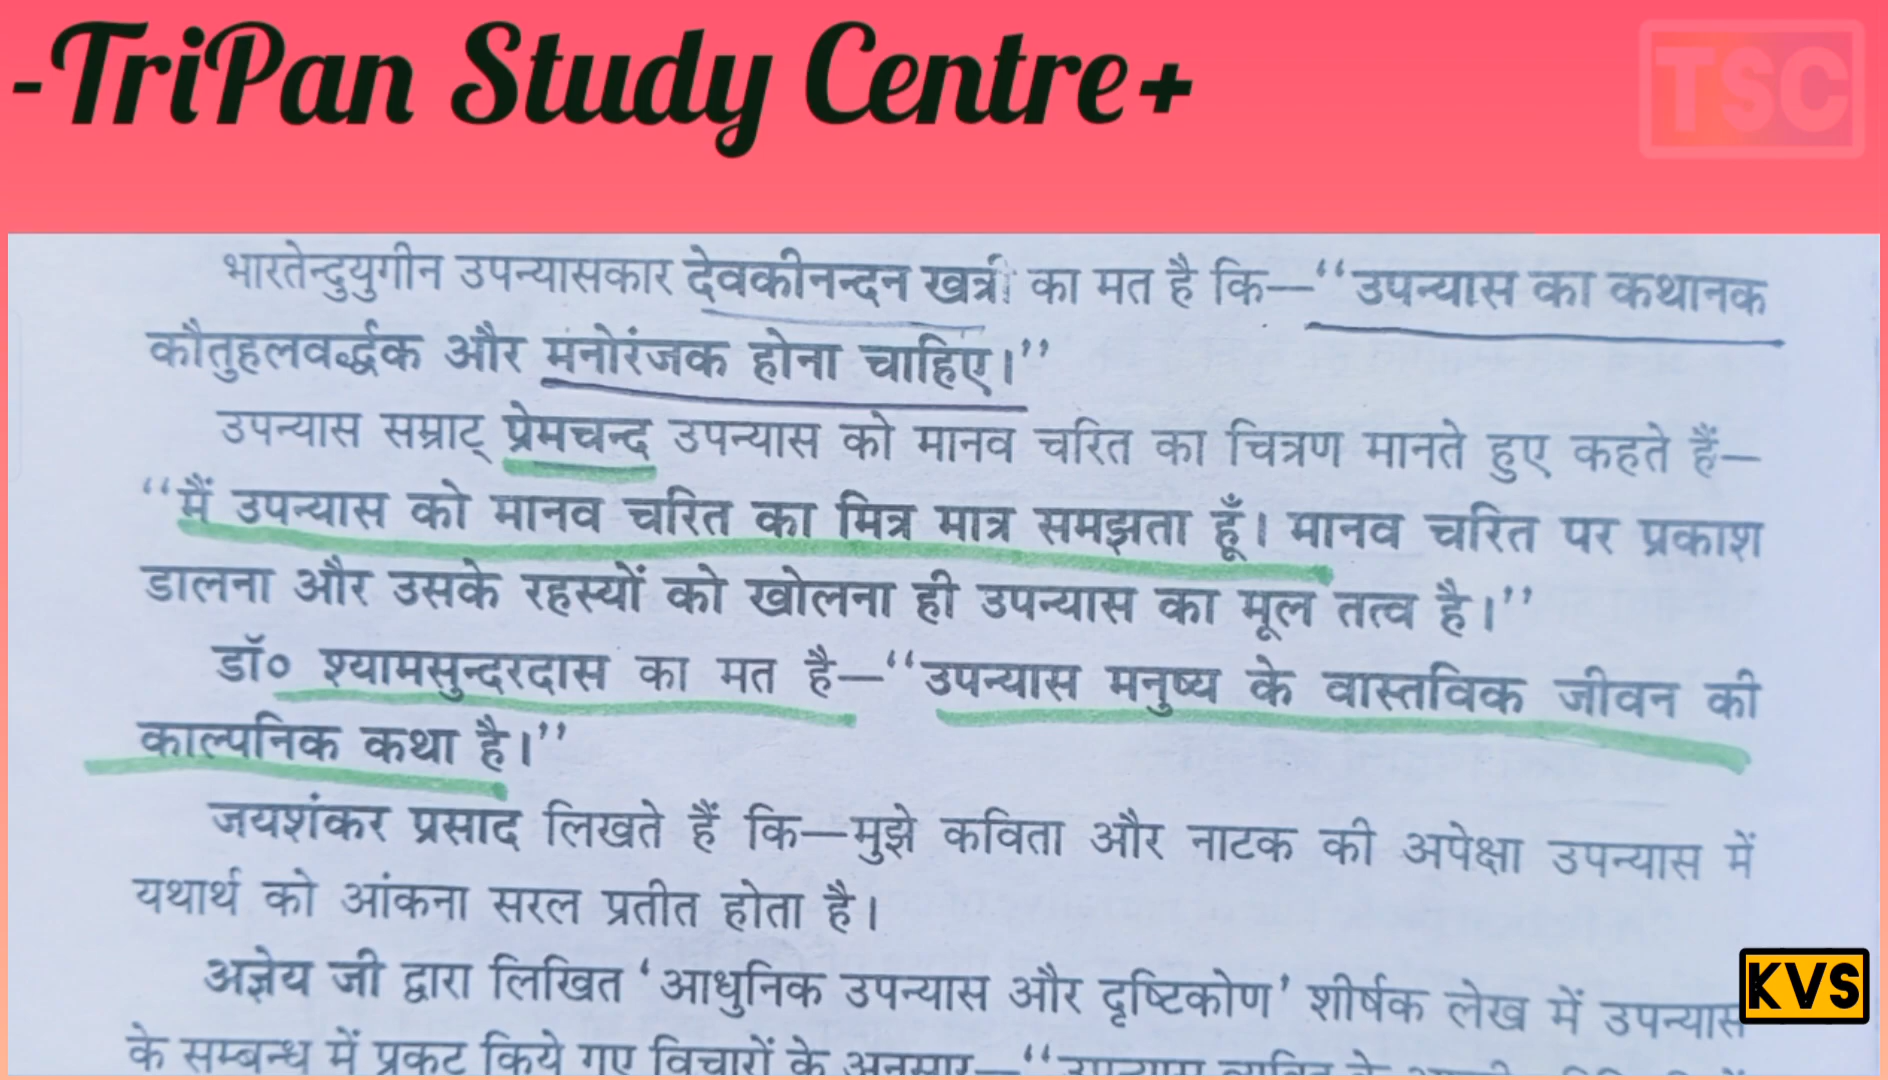 -TriPan Study Centre+
TSC
भारतेन्दुयुगीन उपन्यासकार देवकीनन्दन खत्री का मत है कि—“उपन्यास का कथानक
कौतुहलवर्द्धक और मनोरंजक होना चाहिए।”
उपन्यास सम्राट् प्रेमचन्द उपन्यास को मानव चरित का चित्रण मानते हुए कहते हैं—
“मैं उपन्यास को मानव चरित का मित्र मात्र समझता हूँ। मानव चरित पर प्रकाश
डालना और उसके रहस्यों को खोलना ही उपन्यास का मूल तत्व है।”
डॉ० श्यामसुन्दरदास का मत है—“उपन्यास मनुष्य के वास्तविक जीवन की
काल्पनिक कथा है।”
जयशंकर प्रसाद लिखते हैं कि—मुझे कविता और नाटक की अपेक्षा उपन्यास में
यथार्थ को आंकना सरल प्रतीत होता है।
अज्ञेय जी द्वारा लिखित ‘आधुनिक उपन्यास और दृष्टिकोण’ शीर्षक लेख में उपन्यास
KVS
के सम्बन्ध में प्रकट किये गए विचारों के अनुसार—“उपन्यास व्यक्ति के